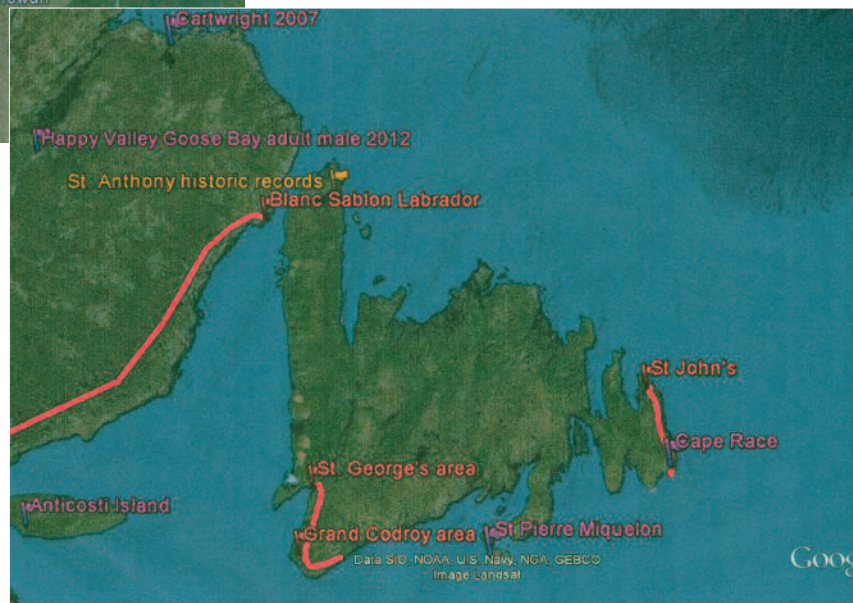 Cartwright 2007
Happy Valley Goose Bay adult male 2012
St. Anthony historic records
Blanc Sablon Labrador
St John's
Cape Race
St. George's area
Anticosti Island
Grand Codroy area
St Pierre Miquelon
Data SIO, NOAA, U.S. Navy, NGA, GEBCO
Image Landsat